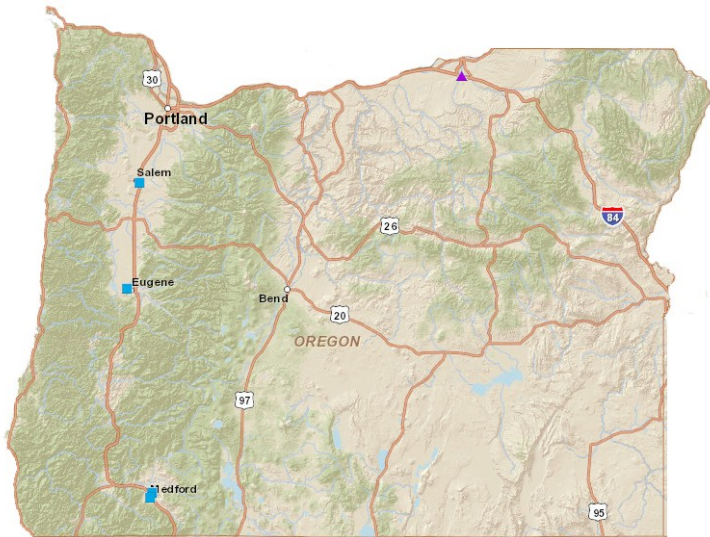 30
Portland
Salem
26
84
Eugene
Bend
20
OREGON
97
Medford
95